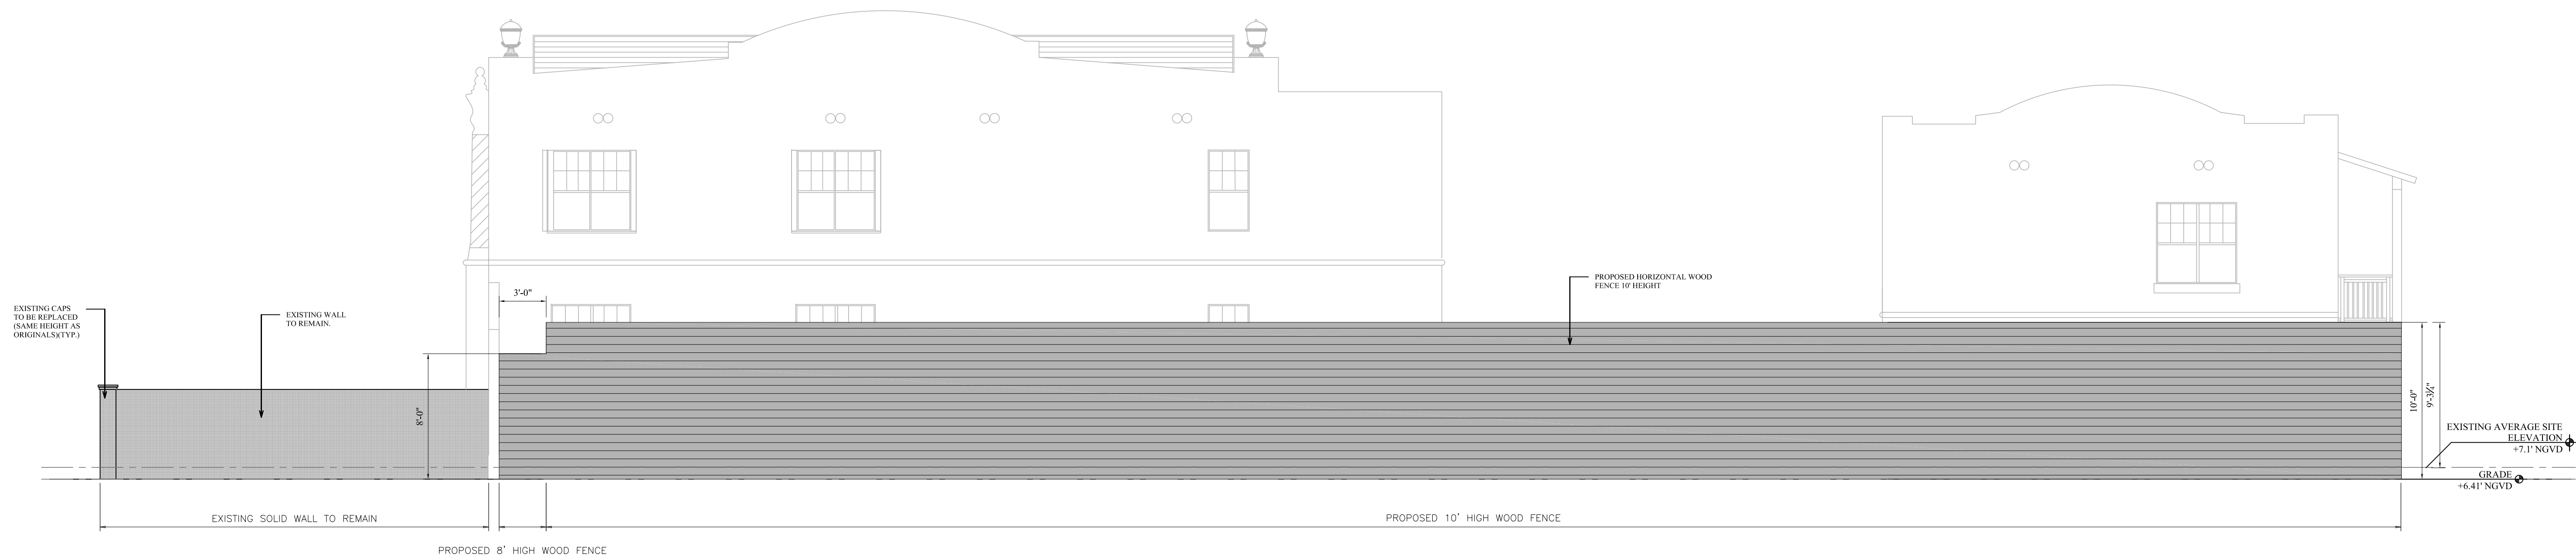 3'-0"
PROPOSED HORIZONTAL WOOD
FENCE 10' HEIGHT
EXISTING CAPS
TO BE REPLACED
(SAME HEIGHT AS
ORIGINALS)(TYP.)
EXISTING WALL
TO REMAIN.
8'-0"
10'-0"
9'-3¾"
EXISTING AVERAGE SITE
ELEVATION
+7.1' NGVD
GRADE
+6.41' NGVD
EXISTING SOLID WALL TO REMAIN
PROPOSED 10' HIGH WOOD FENCE
PROPOSED 8' HIGH WOOD FENCE